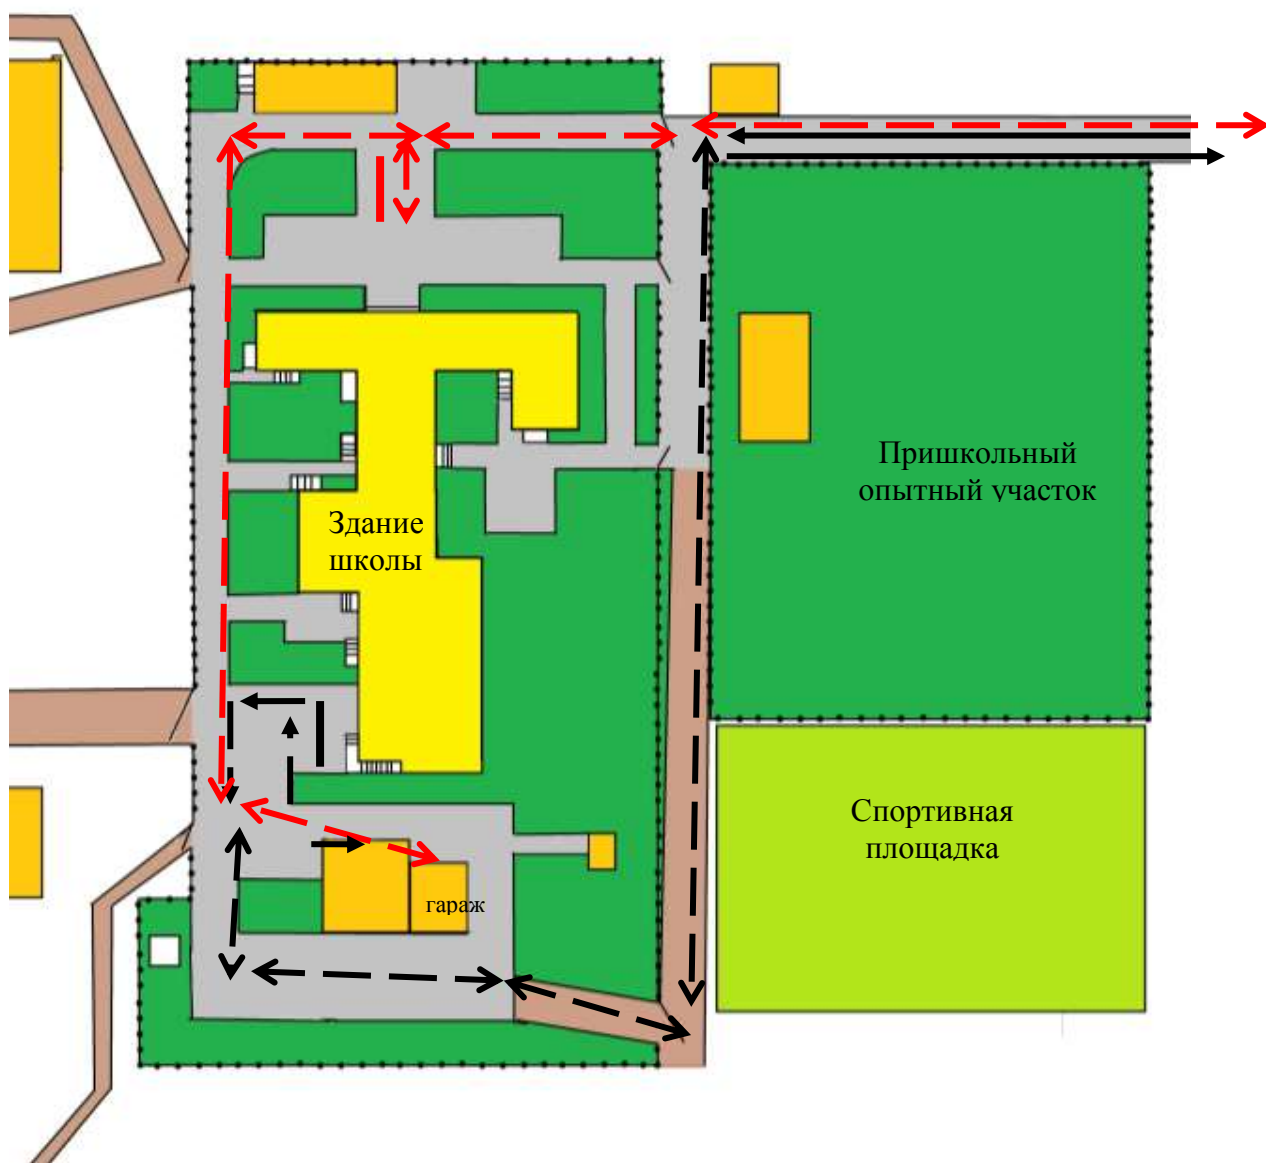 Пришкольный
опытный участок
Здание
школы
Спортивная
площадка
гараж